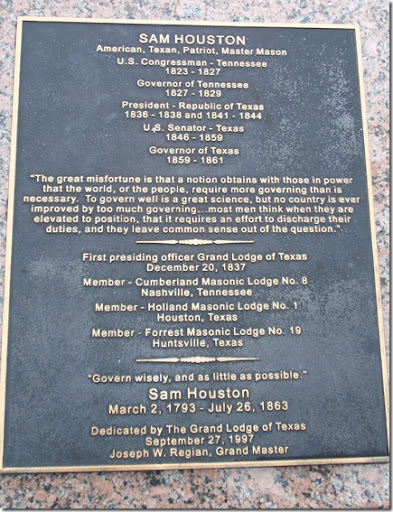 SAM HOUSTON
American, Texan, Patriot, Master Mason
U.S. Congressman - Tennessee
1823 - 1827
Governor of Tennessee
1827 - 1829
President - Republic of Texas
1836 - 1838 and 1841 - 1844
U.S. Senator - Texas
1846 - 1859
Governor of Texas
1859 - 1861
"The great misfortune is that a notion obtains with those in power
that the world, or the people, require more governing than is
necessary. To govern well is a great science, but no country is ever
improved by too much governing...most men think when they are
elevated to position, that it requires an effort to discharge their
duties, and they leave common sense out of the question."
First presiding officer Grand Lodge of Texas
December 20, 1837
Member - Cumberland Masonic Lodge No. 8
Nashville, Tennessee
Member - Holland Masonic Lodge No. 1
Houston, Texas
Member - Forrest Masonic Lodge No. 19
Huntsville, Texas
"Govern wisely, and as little as possible."
Sam Houston
March 2, 1793 - July 26, 1863
Dedicated by The Grand Lodge of Texas
September 27, 1997
Joseph W. Regian, Grand Master